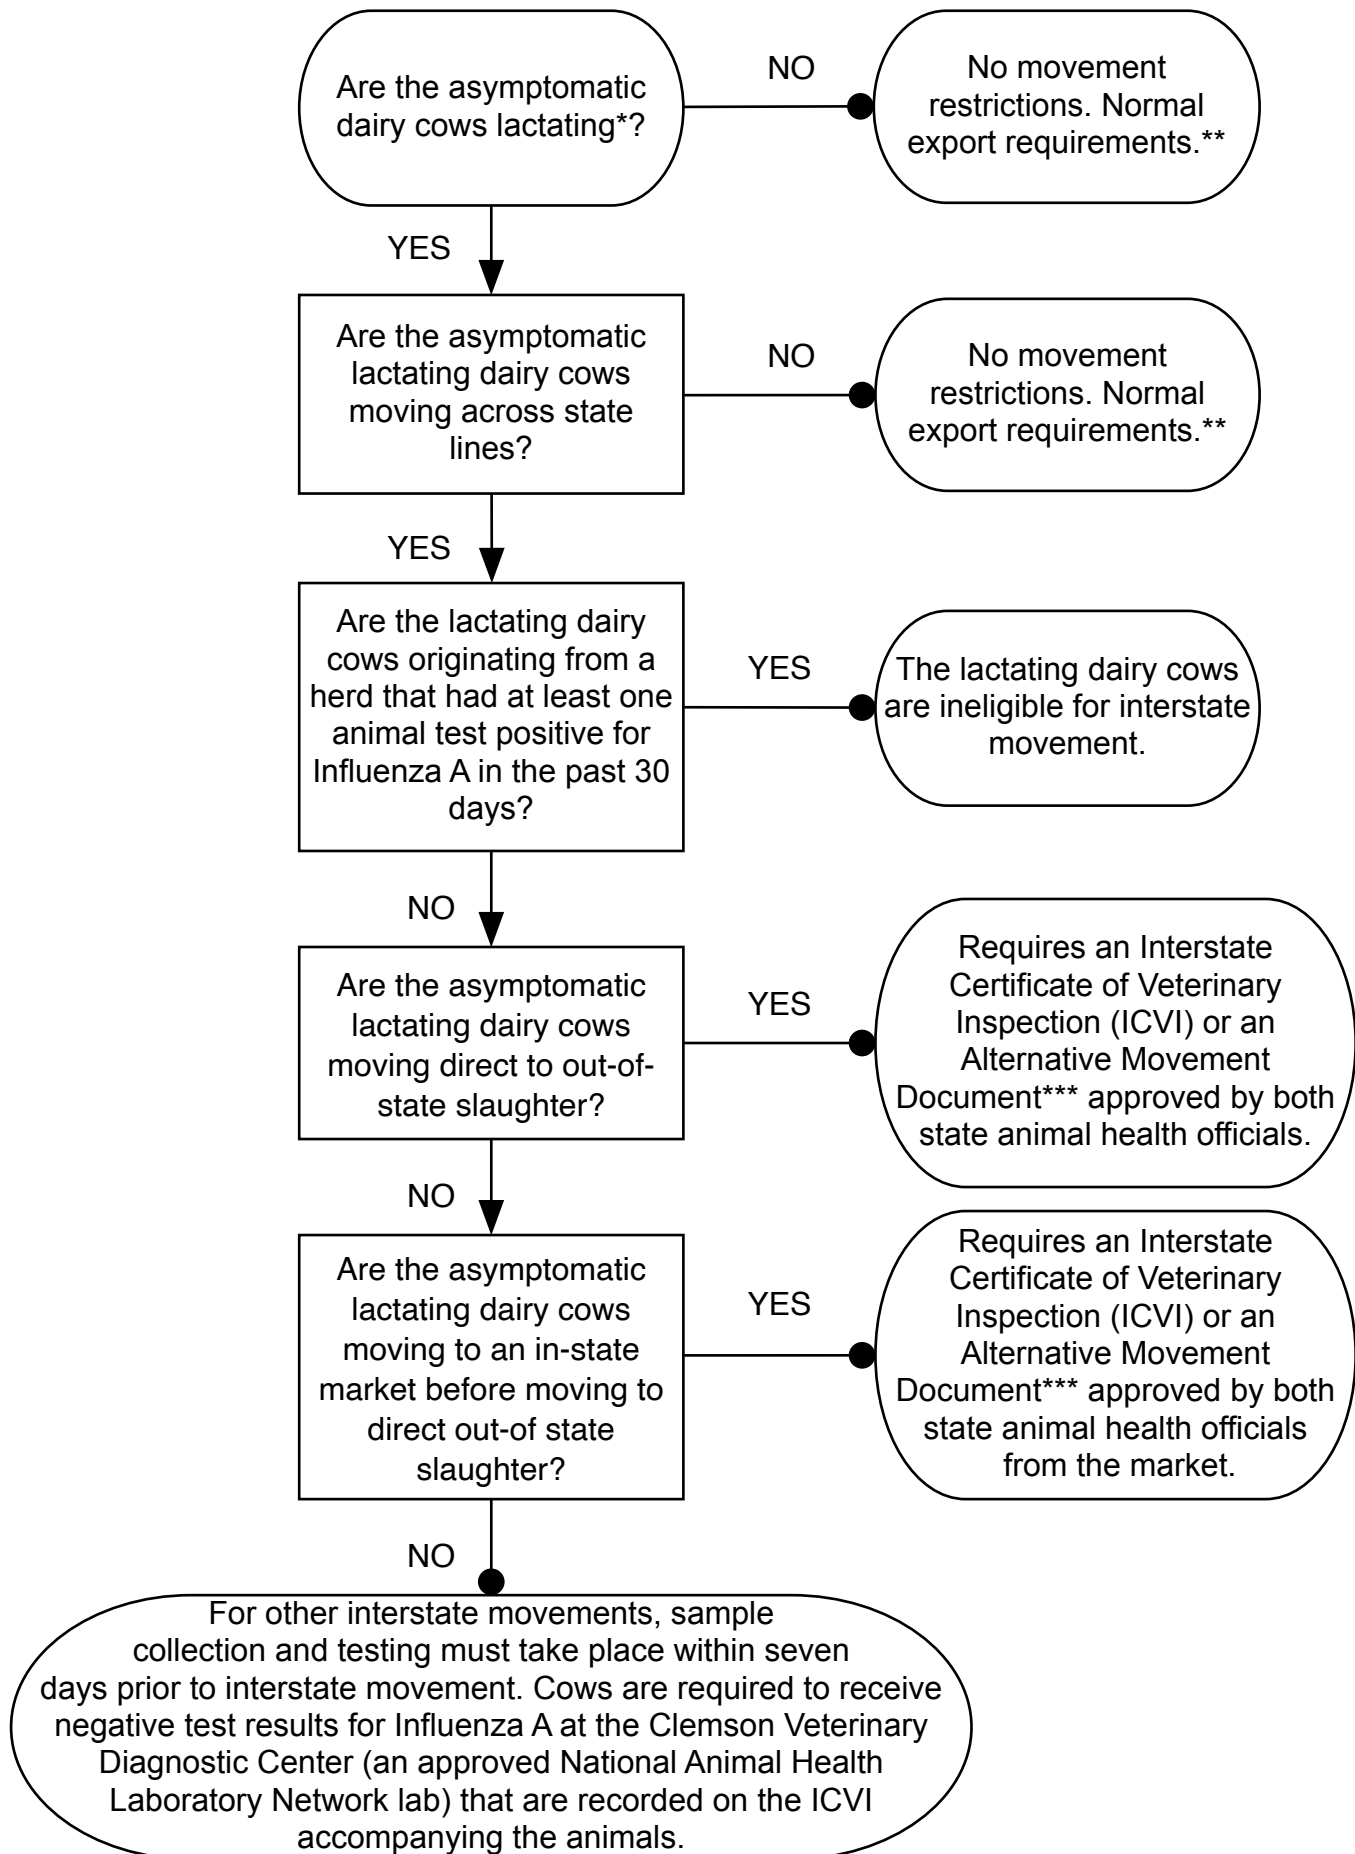 Are the asymptomatic
dairy cows lactating*?
NO
No movement
restrictions. Normal
export requirements.**
YES
Are the asymptomatic
lactating dairy cows
moving across state
lines?
NO
No movement
restrictions. Normal
export requirements.**
YES
Are the lactating dairy
cows originating from a
herd that had at least one
animal test positive for
Influenza A in the past 30
days?
YES
The lactating dairy cows
are ineligible for interstate
movement.
NO
Are the asymptomatic
lactating dairy cows
moving direct to out-of-
state slaughter?
YES
Requires an Interstate
Certificate of Veterinary
Inspection (ICVI) or an
Alternative Movement
Document*** approved by both
state animal health officials.
NO
Are the asymptomatic
lactating dairy cows
moving to an in-state
market before moving to
direct out-of state
slaughter?
YES
Requires an Interstate
Certificate of Veterinary
Inspection (ICVI) or an
Alternative Movement
Document*** approved by both
state animal health officials
from the market.
NO
For other interstate movements, sample
collection and testing must take place within seven
days prior to interstate movement. Cows are required to receive
negative test results for Influenza A at the Clemson Veterinary
Diagnostic Center (an approved National Animal Health
Laboratory Network lab) that are recorded on the ICVI
accompanying the animals.